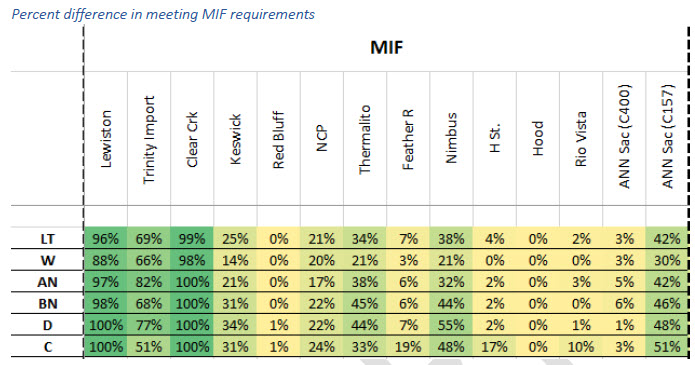 Percent difference in meeting MIF requirements
MIF
Lewiston Trinity Import Clear Crk Keswick Red Bluff NCP Thermalito Feather R Nimbus H St. Hood Rio Vista ANN Sac (C400) ANN Sac (C157)
LT 96% 69% 99% 25% 0% 21% 34% 7% 38% 4% 0% 2% 3% 42%
W 88% 66% 98% 14% 0% 20% 21% 3% 21% 0% 0% 0% 3% 30%
AN 97% 82% 100% 21% 0% 17% 38% 6% 32% 2% 0% 3% 5% 42%
BN 98% 68% 100% 31% 0% 22% 45% 6% 44% 2% 0% 0% 6% 46%
D 100% 77% 100% 34% 1% 22% 44% 7% 55% 2% 0% 1% 1% 48%
C 100% 51% 100% 31% 1% 24% 33% 19% 48% 17% 0% 10% 3% 51%